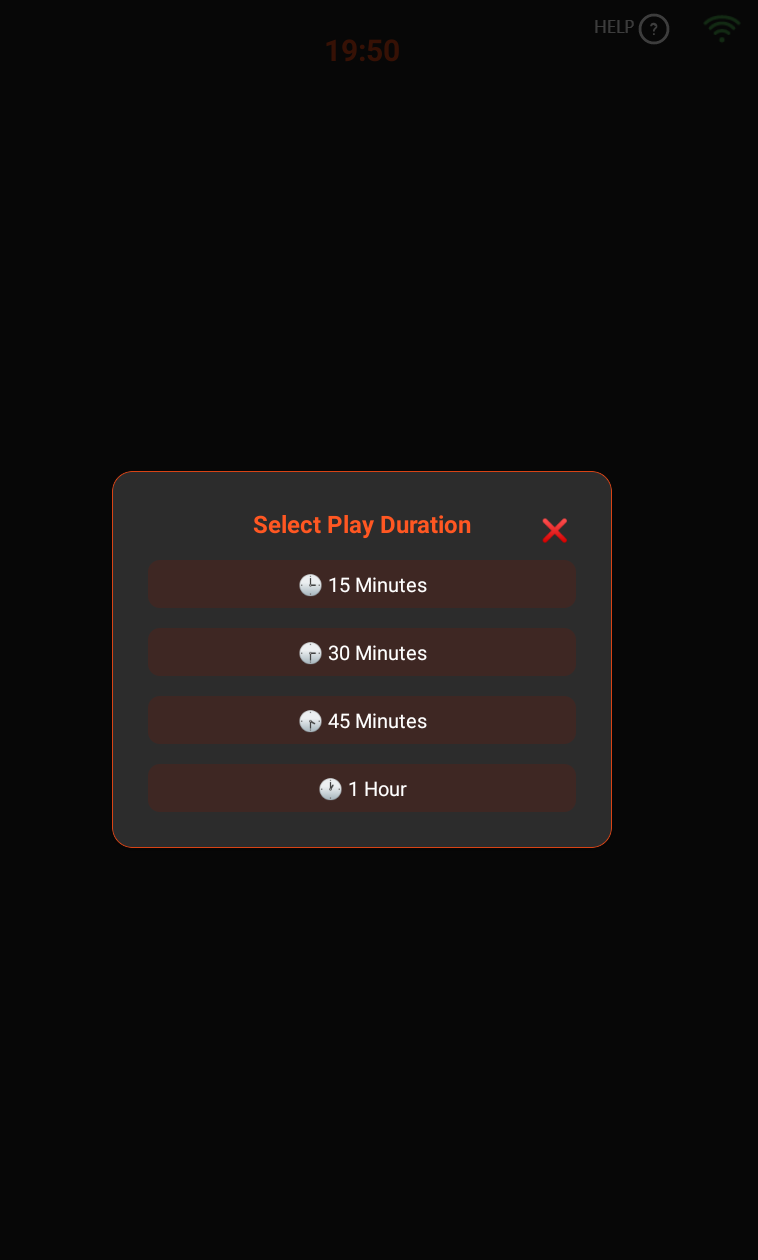 HELP ?
19:50
Select Play Duration ❌
🕒 15 Minutes
🕞 30 Minutes
🕟 45 Minutes
🕐 1 Hour